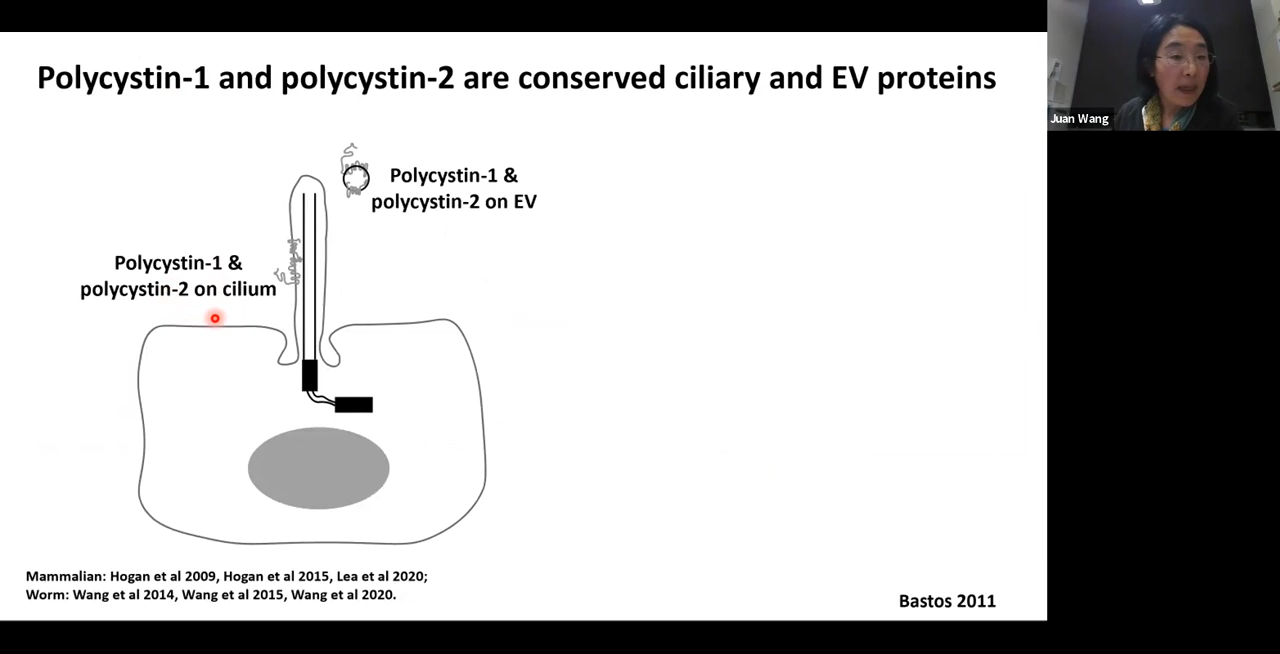 Polycystin-1 and polycystin-2 are conserved ciliary and EV proteins
Juan Wang
Polycystin-1 &
polycystin-2 on EV
Polycystin-1 &
polycystin-2 on cilium
Mammalian: Hogan et al 2009, Hogan et al 2015, Lea et al 2020;
Worm: Wang et al 2014, Wang et al 2015, Wang et al 2020.
Bastos 2011